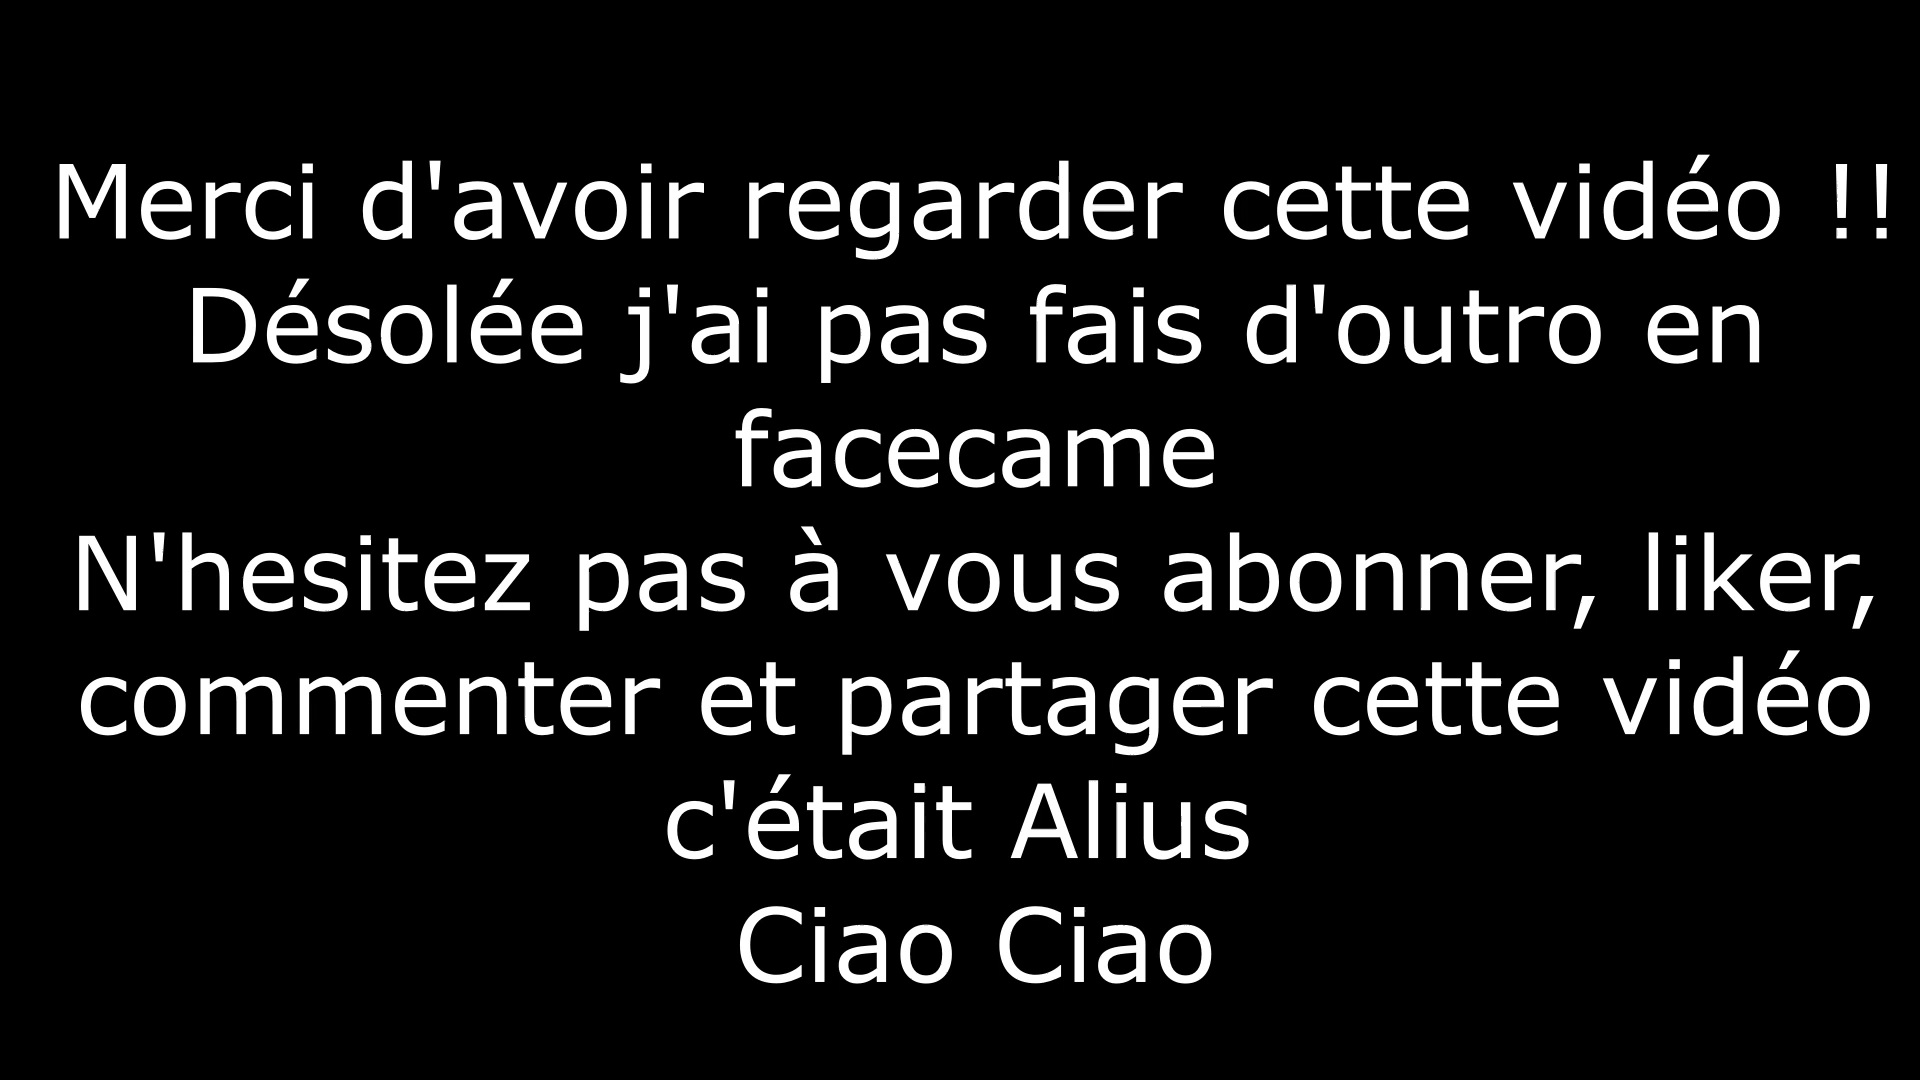 Merci d'avoir regarder cette vidéo !!
Désolée j'ai pas fais d'outro en
facecame
N'hesitez pas à vous abonner, liker,
commenter et partager cette vidéo
c'était Alius
Ciao Ciao